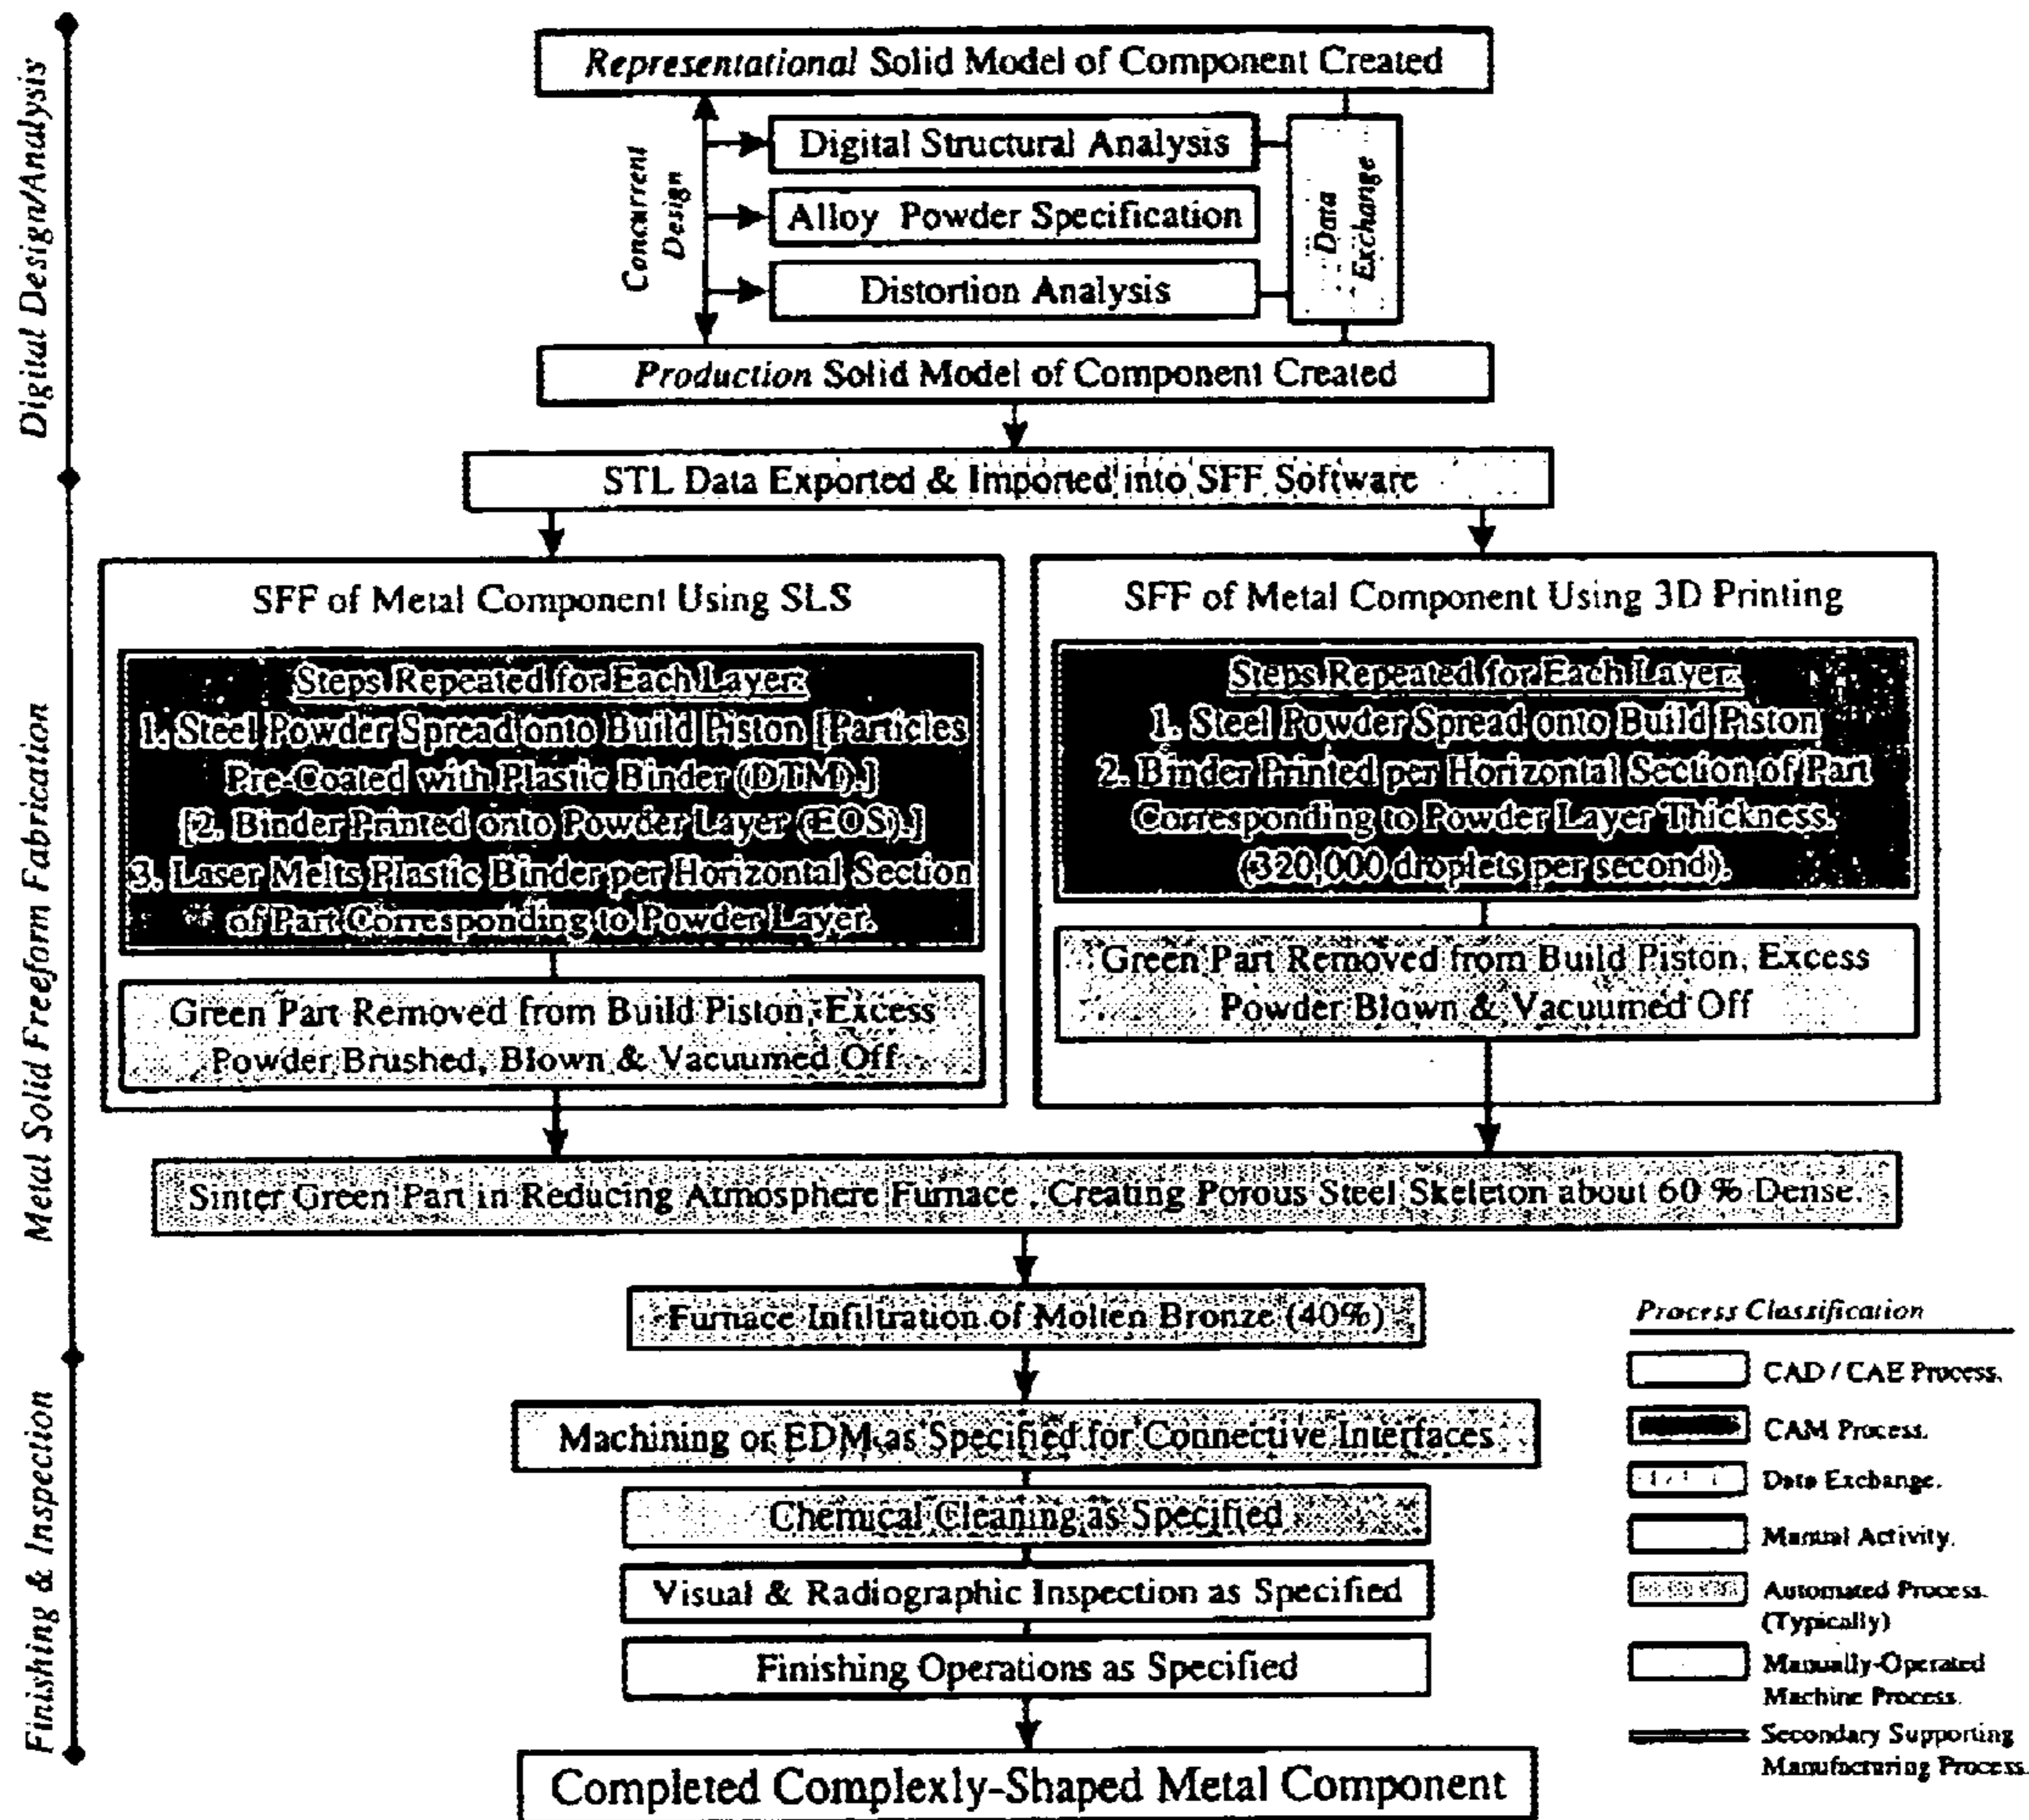 Digital Design/Analysis
Representational Solid Model of Component Created
Concurrent
Design
Digital Structural Analysis
Alloy Powder Specification
Distortion Analysis
Data
Exchange
Production Solid Model of Component Created
STL Data Exported & Imported into SFF Software
Metal Solid Freeform Fabrication
SFF of Metal Component Using SLS
Steps Repeated for Each Layer:
1. Steel Powder Spread onto Build Piston [Particles
Pre-Coated with Plastic Binder (DTM).]
[2. Binder Printed onto Powder Layer (EOS).]
3. Laser Melts Plastic Binder per Horizontal Section
of Part Corresponding to Powder Layer.
Green Part Removed from Build Piston, Excess
Powder Brushed, Blown & Vacuumed Off.
SFF of Metal Component Using 3D Printing
Steps Repeated for Each Layer:
1. Steel Powder Spread onto Build Piston
2. Binder Printed per Horizontal Section of Part
Corresponding to Powder Layer Thickness.
(320,000 droplets per second).
Green Part Removed from Build Piston, Excess
Powder Blown & Vacuumed Off
Sinter Green Part in Reducing Atmosphere Furnace, Creating Porous Steel Skeleton about 60 % Dense.
Furnace Infiltration of Molten Bronze (40%)
Finishing & Inspection
Machining or EDM as Specified for Connective Interfaces
Chemical Cleaning as Specified
Visual & Radiographic Inspection as Specified
Finishing Operations as Specified
Completed Complexly-Shaped Metal Component
Process Classification
CAD / CAE Process.
CAM Process.
Data Exchange.
Manual Activity.
Automated Process.
(Typically)
Manually-Operated
Machine Process.
Secondary Supporting
Manufacturing Process.